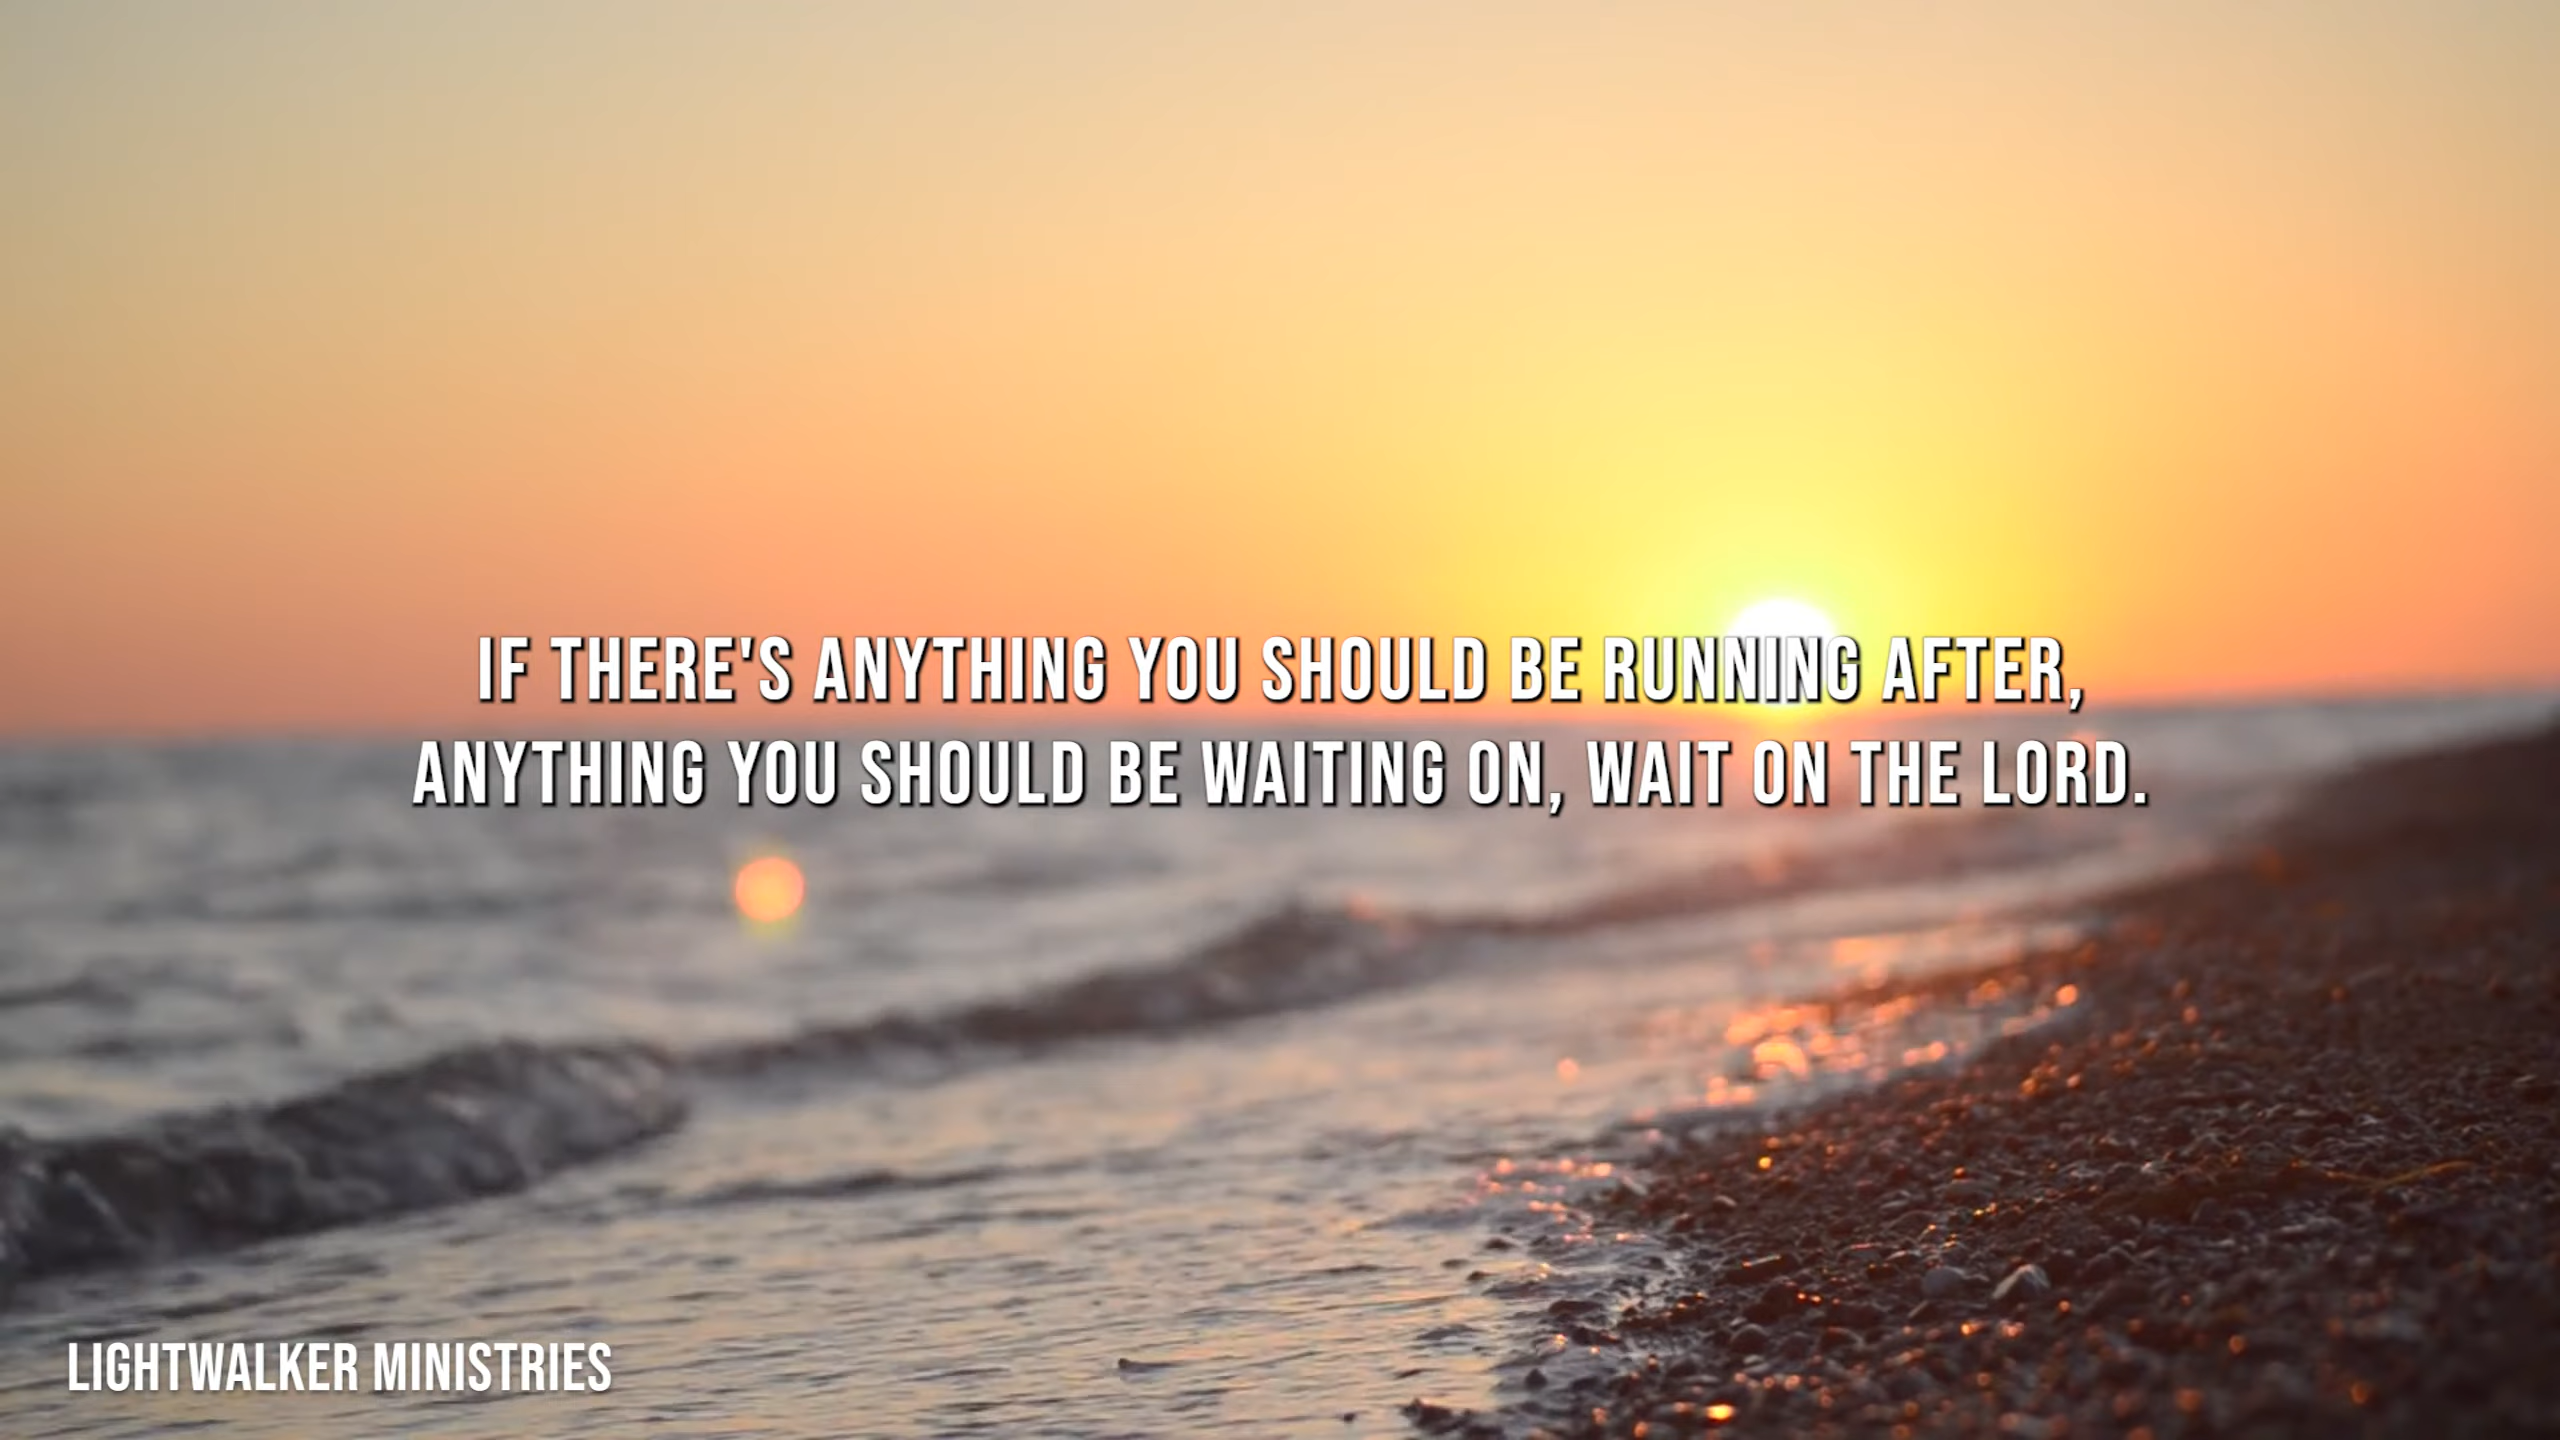 IF THERE'S ANYTHING YOU SHOULD BE RUNNING AFTER,
ANYTHING YOU SHOULD BE WAITING ON, WAIT ON THE LORD.
LIGHTWALKER MINISTRIES